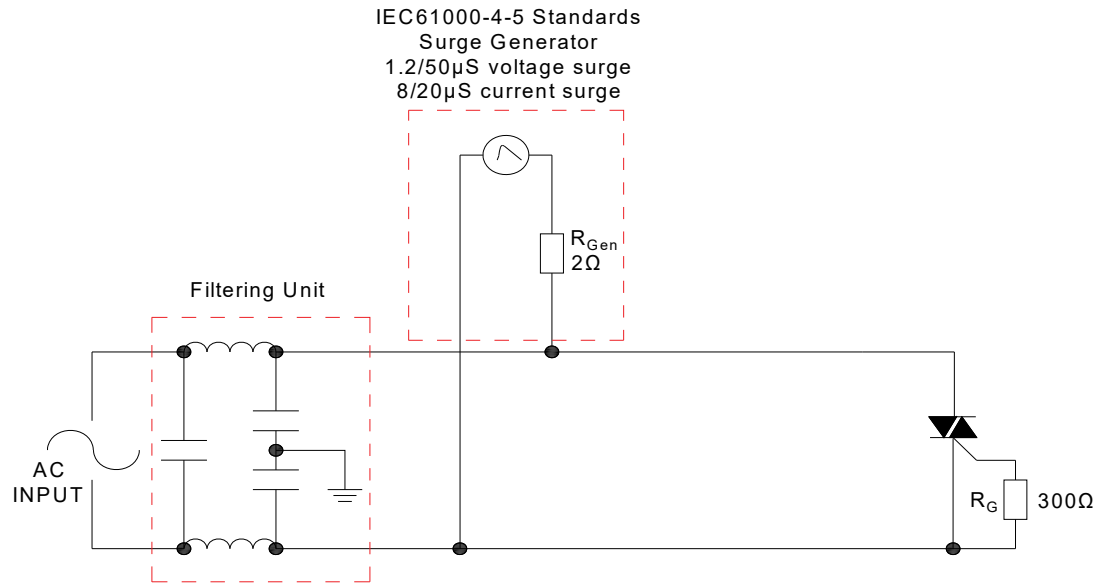 IEC61000-4-5 Standards
Surge Generator
1.2/50μS voltage surge
8/20μS current surge
RGen
2Ω
Filtering Unit
AC
INPUT
RG
300Ω